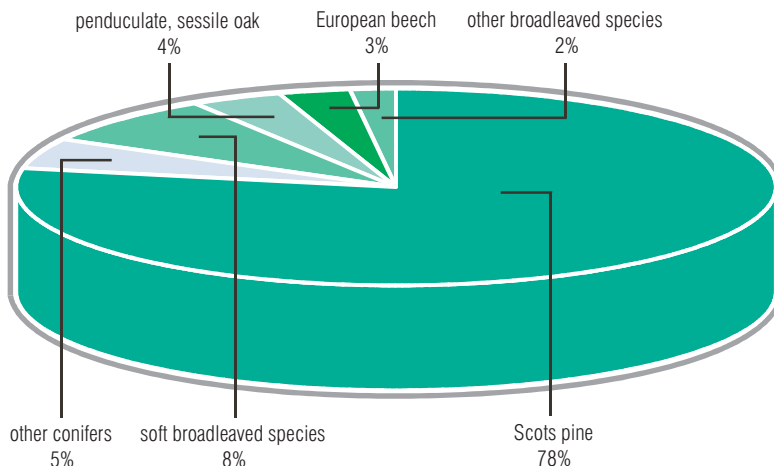 penduculate, sessile oak
4%
European beech
3%
other broadleaved species
2%
other conifers
5%
soft broadleaved species
8%
Scots pine
78%